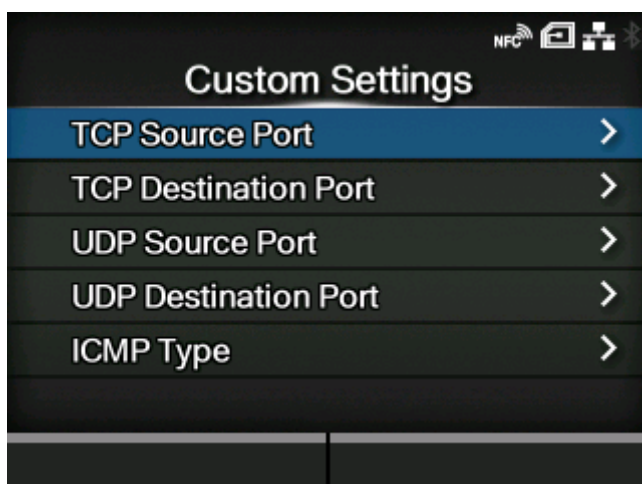 NFC
Custom Settings
TCP Source Port
TCP Destination Port
UDP Source Port
UDP Destination Port
ICMP Type